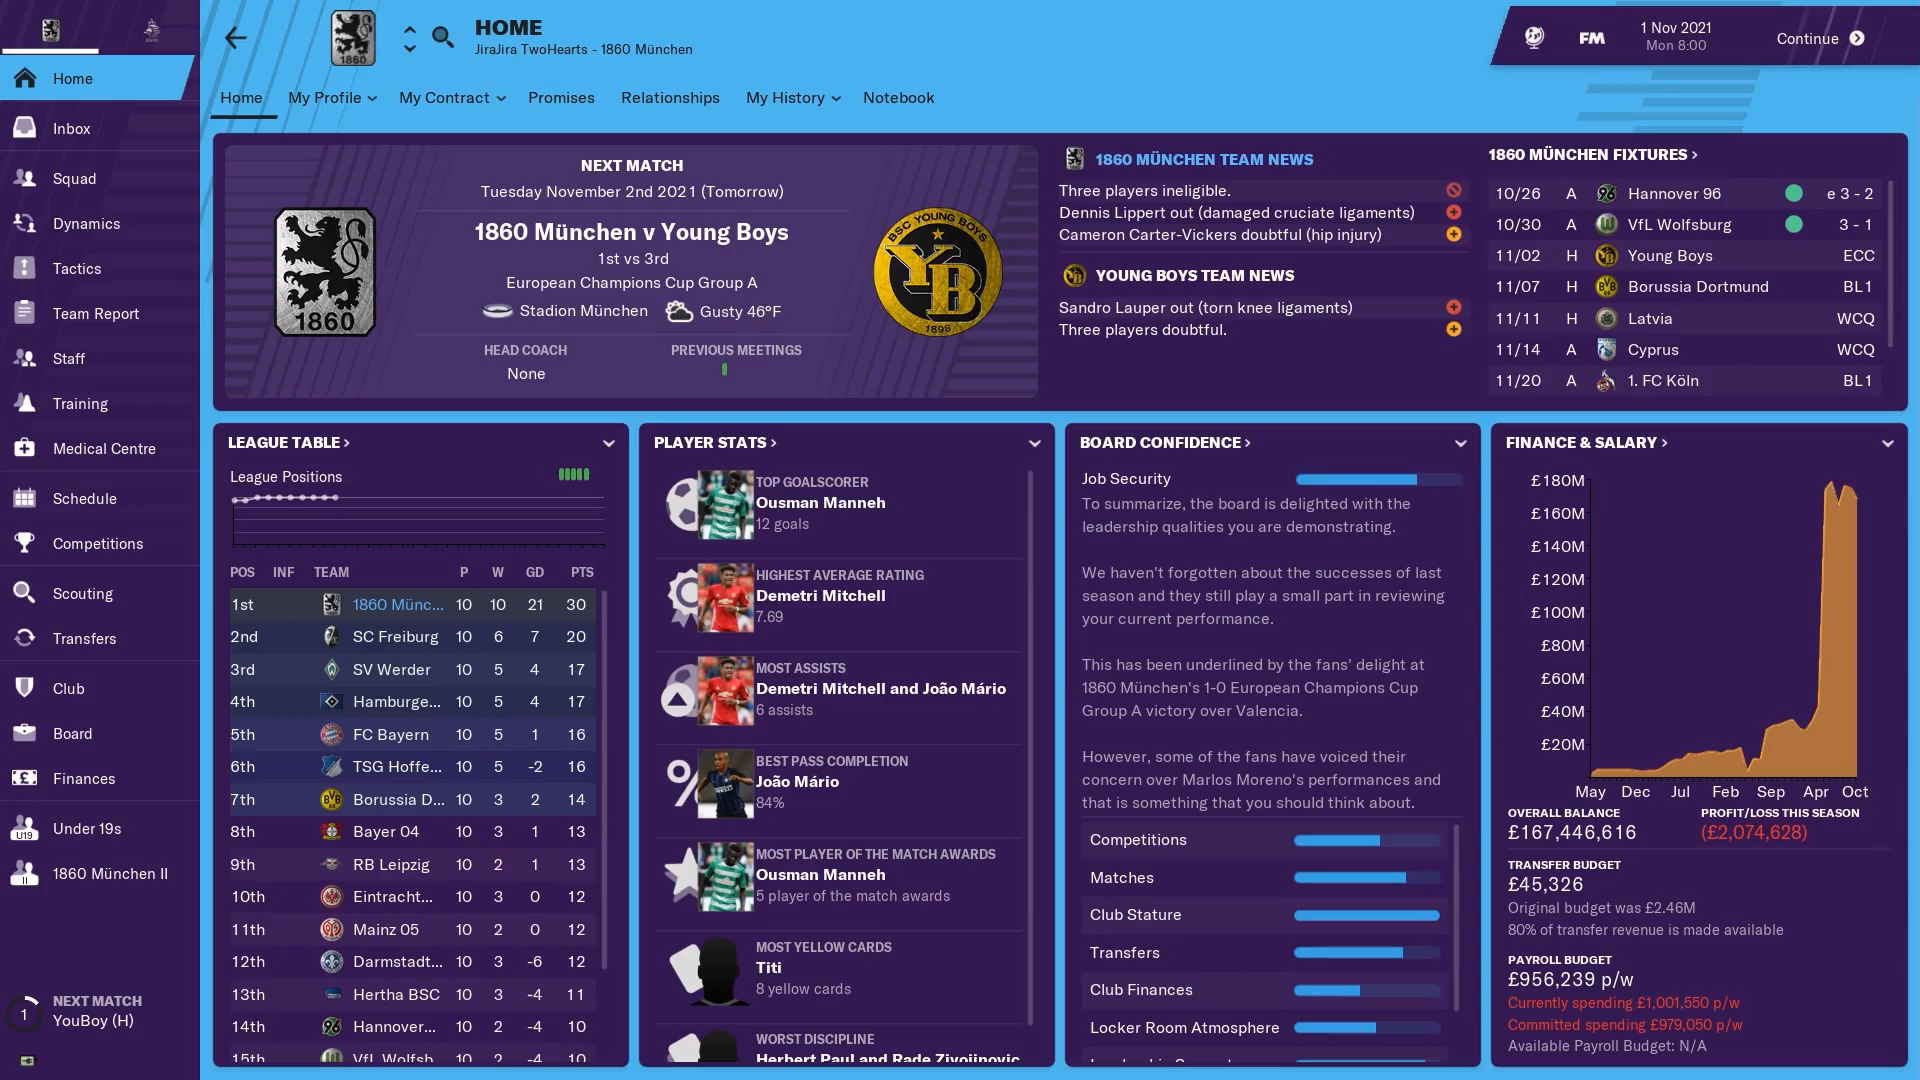 HOME
JiraJira TwoHearts - 1860 München
FM
1 Nov 2021
Mon 8:00
Continue
Home
My Profile
My Contract
Promises
Relationships
My History
Notebook
Home
Inbox
Squad
Dynamics
Tactics
Team Report
Staff
Training
Medical Centre
Schedule
Competitions
Scouting
Transfers
Club
Board
Finances
U19 Under 19s
II 1860 München II
1 NEXT MATCH
YouBoy (H)
NEXT MATCH
Tuesday November 2nd 2021 (Tomorrow)
1860 München v Young Boys
1st vs 3rd
European Champions Cup Group A
Stadion München Gusty 46°F
HEAD COACH PREVIOUS MEETINGS
None
1860
BSC YOUNG BOYS
YB
1898
1860 MÜNCHEN TEAM NEWS
Three players ineligible.
Dennis Lippert out (damaged cruciate ligaments)
Cameron Carter-Vickers doubtful (hip injury)
YOUNG BOYS TEAM NEWS
Sandro Lauper out (torn knee ligaments)
Three players doubtful.
1860 MÜNCHEN FIXTURES >
10/26 A Hannover 96 e 3 - 2
10/30 A VfL Wolfsburg 3 - 1
11/02 H Young Boys ECC
11/07 H Borussia Dortmund BL1
11/11 H Latvia WCQ
11/14 A Cyprus WCQ
11/20 A 1. FC Köln BL1
LEAGUE TABLE >
League Positions
POS INF TEAM P W GD PTS
1st 1860 Münc... 10 10 21 30
2nd SC Freiburg 10 6 7 20
3rd SV Werder 10 5 4 17
4th Hamburge... 10 5 4 17
5th FC Bayern 10 5 1 16
6th TSG Hoffe... 10 5 -2 16
7th Borussia D... 10 3 2 14
8th Bayer 04 10 3 1 13
9th RB Leipzig 10 2 1 13
10th Eintracht... 10 3 0 12
11th Mainz 05 10 2 0 12
12th Darmstadt... 10 3 -6 12
13th Hertha BSC 10 3 -4 11
14th Hannover... 10 2 -4 10
15th VfL Wolfsb 10 2 -4 10
PLAYER STATS >
TOP GOALSCORER
Ousman Manneh
12 goals
HIGHEST AVERAGE RATING
Demetri Mitchell
7.69
MOST ASSISTS
Demetri Mitchell and João Mário
6 assists
BEST PASS COMPLETION
João Mário
84%
MOST PLAYER OF THE MATCH AWARDS
Ousman Manneh
5 player of the match awards
MOST YELLOW CARDS
Titi
8 yellow cards
WORST DISCIPLINE
Herbert Paul and Rade Zivojinovic
BOARD CONFIDENCE >
Job Security
To summarize, the board is delighted with the
leadership qualities you are demonstrating.
We haven't forgotten about the successes of last
season and they still play a small part in reviewing
your current performance.
This has been underlined by the fans' delight at
1860 München's 1-0 European Champions Cup
Group A victory over Valencia.
However, some of the fans have voiced their
concern over Marlos Moreno's performances and
that is something that you should think about.
Competitions
Matches
Club Stature
Transfers
Club Finances
Locker Room Atmosphere
FINANCE & SALARY >
£180M
£160M
£140M
£120M
£100M
£80M
£60M
£40M
£20M
May Dec Jul Feb Sep Apr Oct
OVERALL BALANCE PROFIT/LOSS THIS SEASON
£167,446,616 (£2,074,628)
TRANSFER BUDGET
£45,326
Original budget was £2.46M
80% of transfer revenue is made available
PAYROLL BUDGET
£956,239 p/w
Currently spending £1,001,550 p/w
Committed spending £979,050 p/w
Available Payroll Budget: N/A